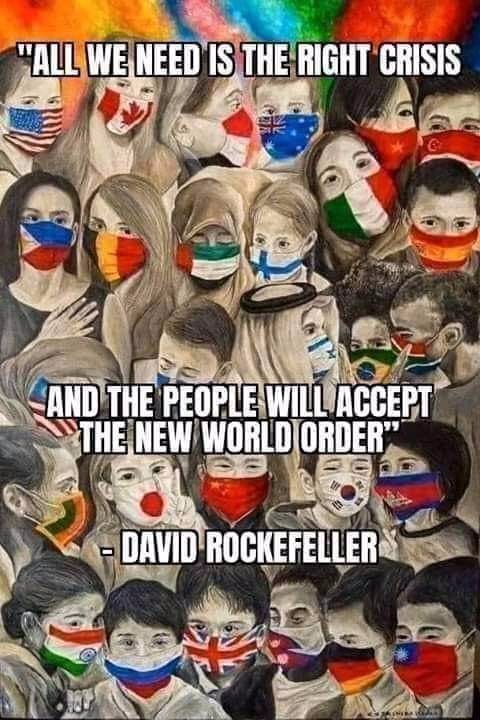 "ALL WE NEED IS THE RIGHT CRISIS
AND THE PEOPLE WILL ACCEPT
THE NEW WORLD ORDER"
- DAVID ROCKEFELLER